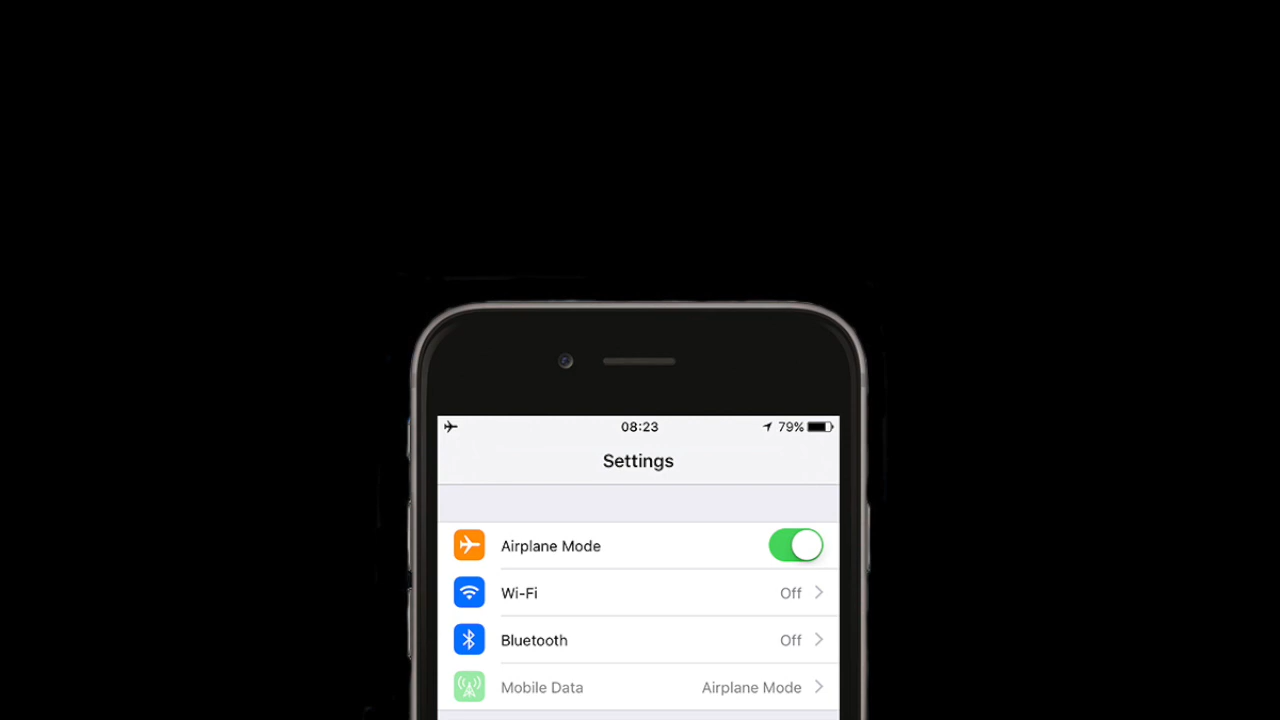 08:23 79%
Settings
Airplane Mode
Wi-Fi Off
Bluetooth Off
Mobile Data Airplane Mode